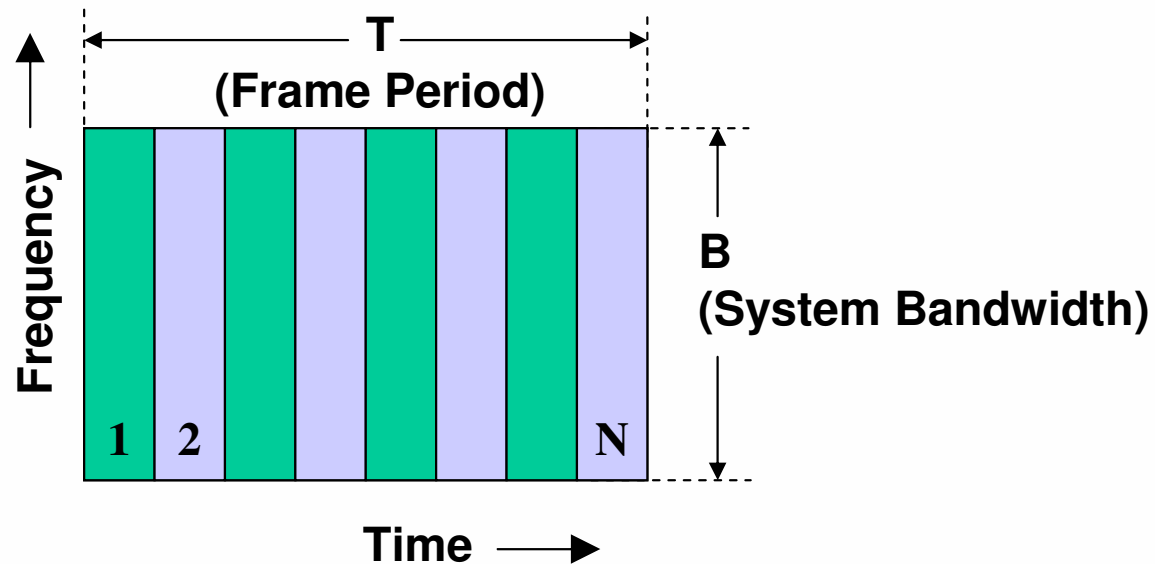 T
(Frame Period)
Frequency
B
(System Bandwidth)
1 2 N
Time